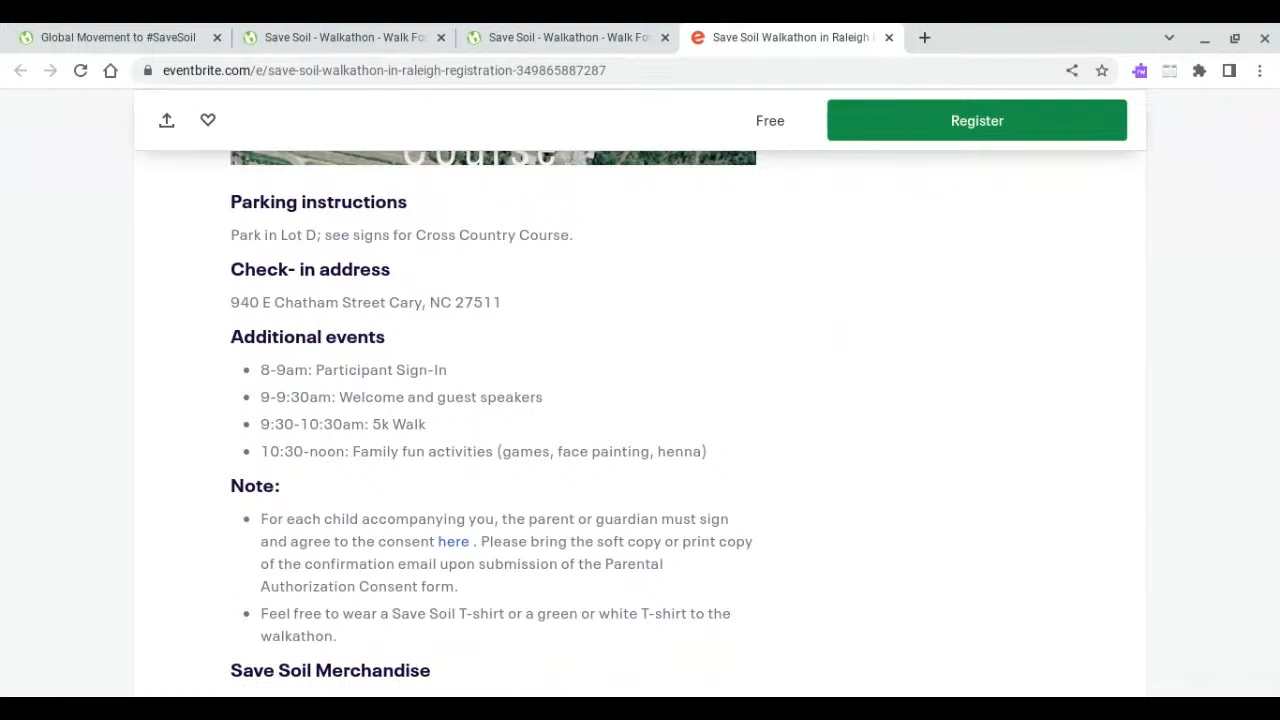 Global Movement to #SaveSoil
Save Soil - Walkathon - Walk Fo
Save Soil - Walkathon - Walk Fo
Save Soil Walkathon in Raleigh
eventbrite.com/e/save-soil-walkathon-in-raleigh-registration-349865887287
Free
Register
Course
Parking instructions
Park in Lot D; see signs for Cross Country Course.
Check- in address
940 E Chatham Street Cary, NC 27511
Additional events
8-9am: Participant Sign-In
9-9:30am: Welcome and guest speakers
9:30-10:30am: 5k Walk
10:30-noon: Family fun activities (games, face painting, henna)
Note:
For each child accompanying you, the parent or guardian must sign
and agree to the consent here . Please bring the soft copy or print copy
of the confirmation email upon submission of the Parental
Authorization Consent form.
Feel free to wear a Save Soil T-shirt or a green or white T-shirt to the
walkathon.
Save Soil Merchandise